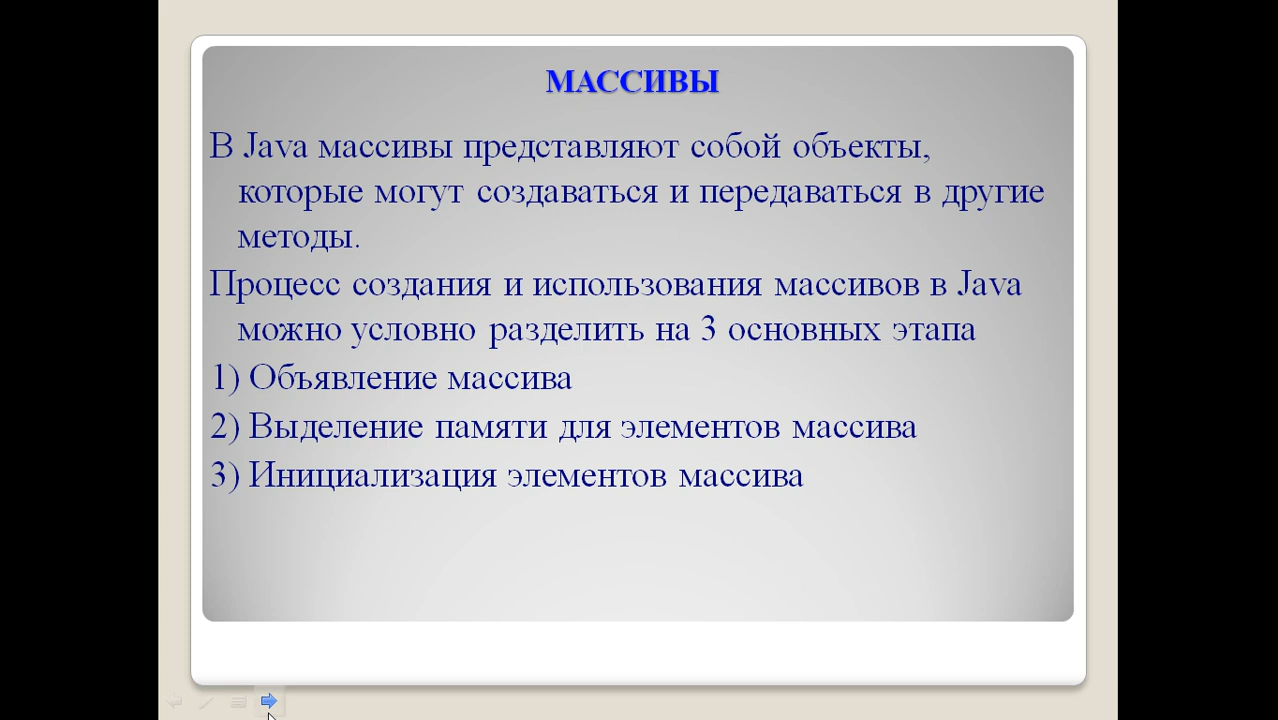 МАССИВЫ
В Java массивы представляют собой объекты,
которые могут создаваться и передаваться в другие
методы.
Процесс создания и использования массивов в Java
можно условно разделить на 3 основных этапа
1) Объявление массива
2) Выделение памяти для элементов массива
3) Инициализация элементов массива